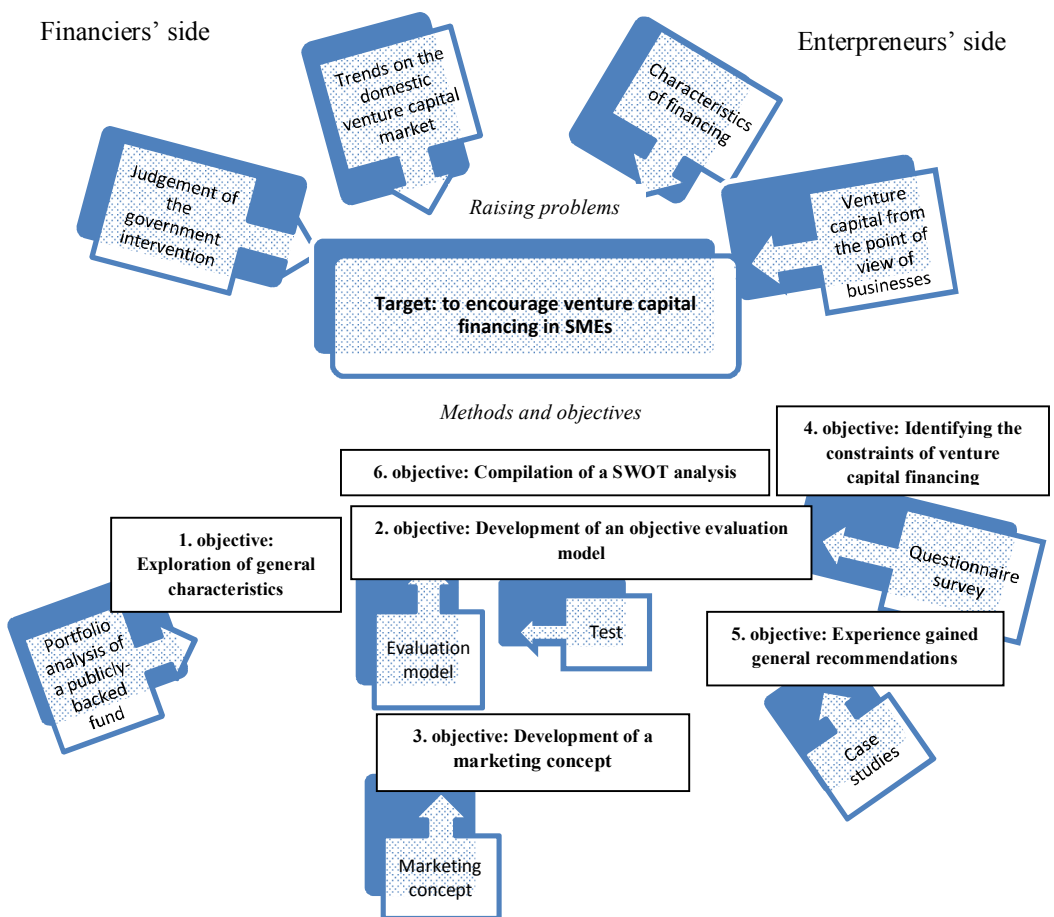 Financiers' side
Enterpreneurs' side
Trends on the
domestic
venture capital
market
Characteristics
of financing
Judgement of
the
government
intervention
Venture
capital from
the point of
view of
businesses
Raising problems
Target: to encourage venture capital
financing in SMEs
Methods and objectives
4. objective: Identifying the
constraints of venture
capital financing
6. objective: Compilation of a SWOT analysis
2. objective: Development of an objective evaluation
model
1. objective:
Exploration of general
characteristics
Questionnaire
survey
Portfolio
analysis of
a publicly-
backed
fund
Evaluation
model
Test
5. objective: Experience gained
general recommendations
3. objective: Development of a
marketing concept
Case
studies
Marketing
concept